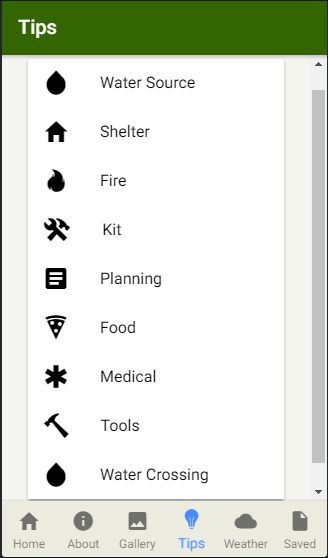 Tips
Water Source
Shelter
Fire
Kit
Planning
Food
Medical
Tools
Water Crossing
Home About Gallery Tips Weather Saved